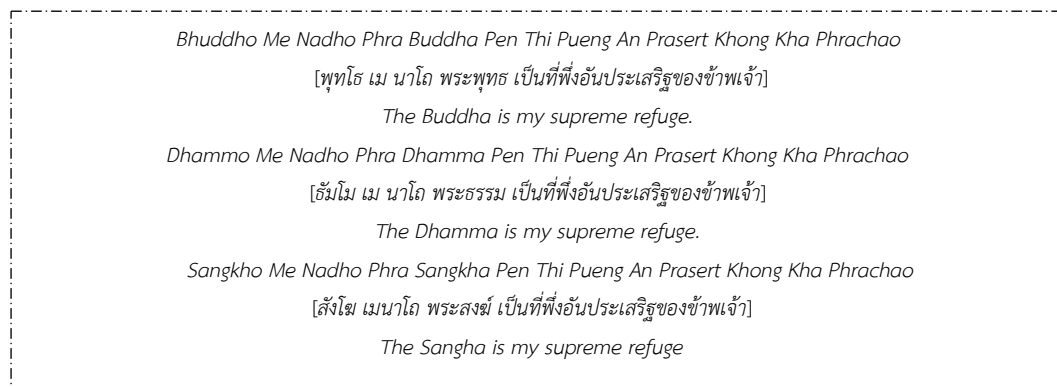 Bhuddho Me Nadho Phra Buddha Pen Thi Pueng An Prasert Khong Kha Phrachao
[พุทโธ เม นาโถ พระพุทธ เป็นที่พึ่งอันประเสริฐของข้าพเจ้า]
The Buddha is my supreme refuge.
Dhammo Me Nadho Phra Dhamma Pen Thi Pueng An Prasert Khong Kha Phrachao
[ธัมโม เม นาโถ พระธรรม เป็นที่พึ่งอันประเสริฐของข้าพเจ้า]
The Dhamma is my supreme refuge.
Sangkho Me Nadho Phra Sangkha Pen Thi Pueng An Prasert Khong Kha Phrachao
[สังโฆ เมนาโถ พระสงฆ์ เป็นที่พึ่งอันประเสริฐของข้าพเจ้า]
The Sangha is my supreme refuge